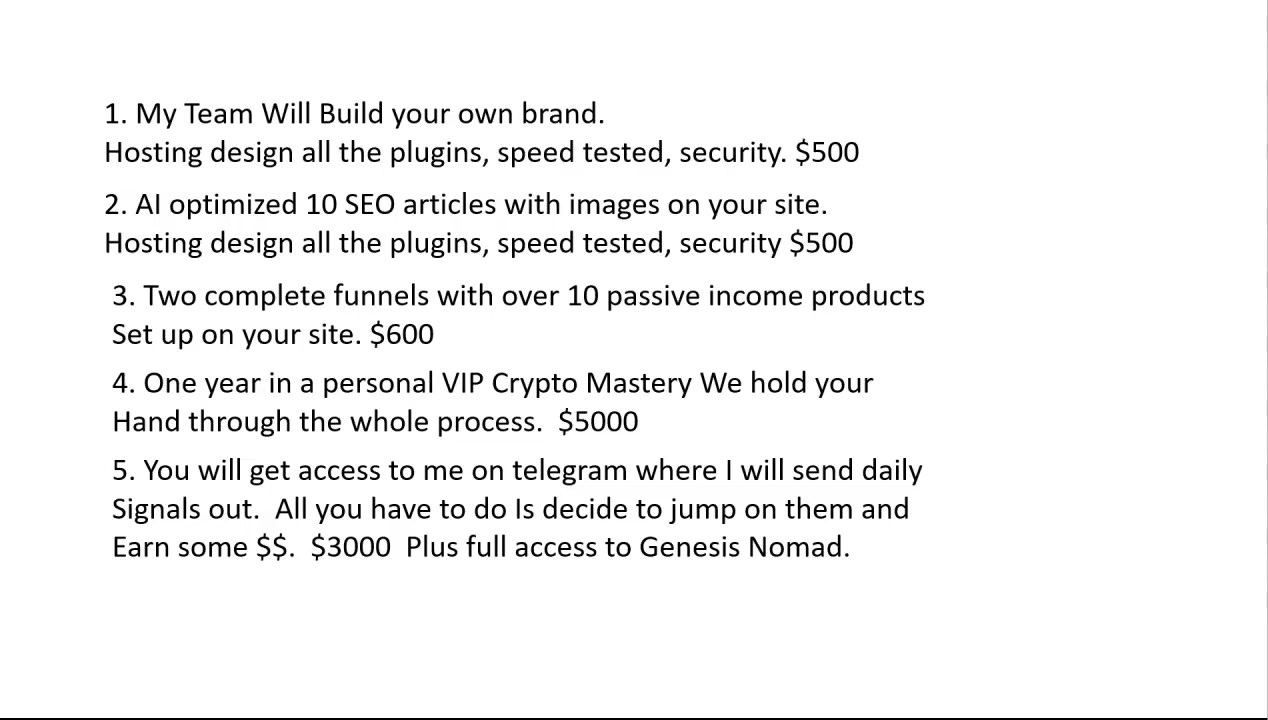 1. My Team Will Build your own brand.
Hosting design all the plugins, speed tested, security. $500
2. AI optimized 10 SEO articles with images on your site.
Hosting design all the plugins, speed tested, security $500
3. Two complete funnels with over 10 passive income products
Set up on your site. $600
4. One year in a personal VIP Crypto Mastery We hold your
Hand through the whole process.  $5000
5. You will get access to me on telegram where I will send daily
Signals out.  All you have to do Is decide to jump on them and
Earn some $$.  $3000  Plus full access to Genesis Nomad.